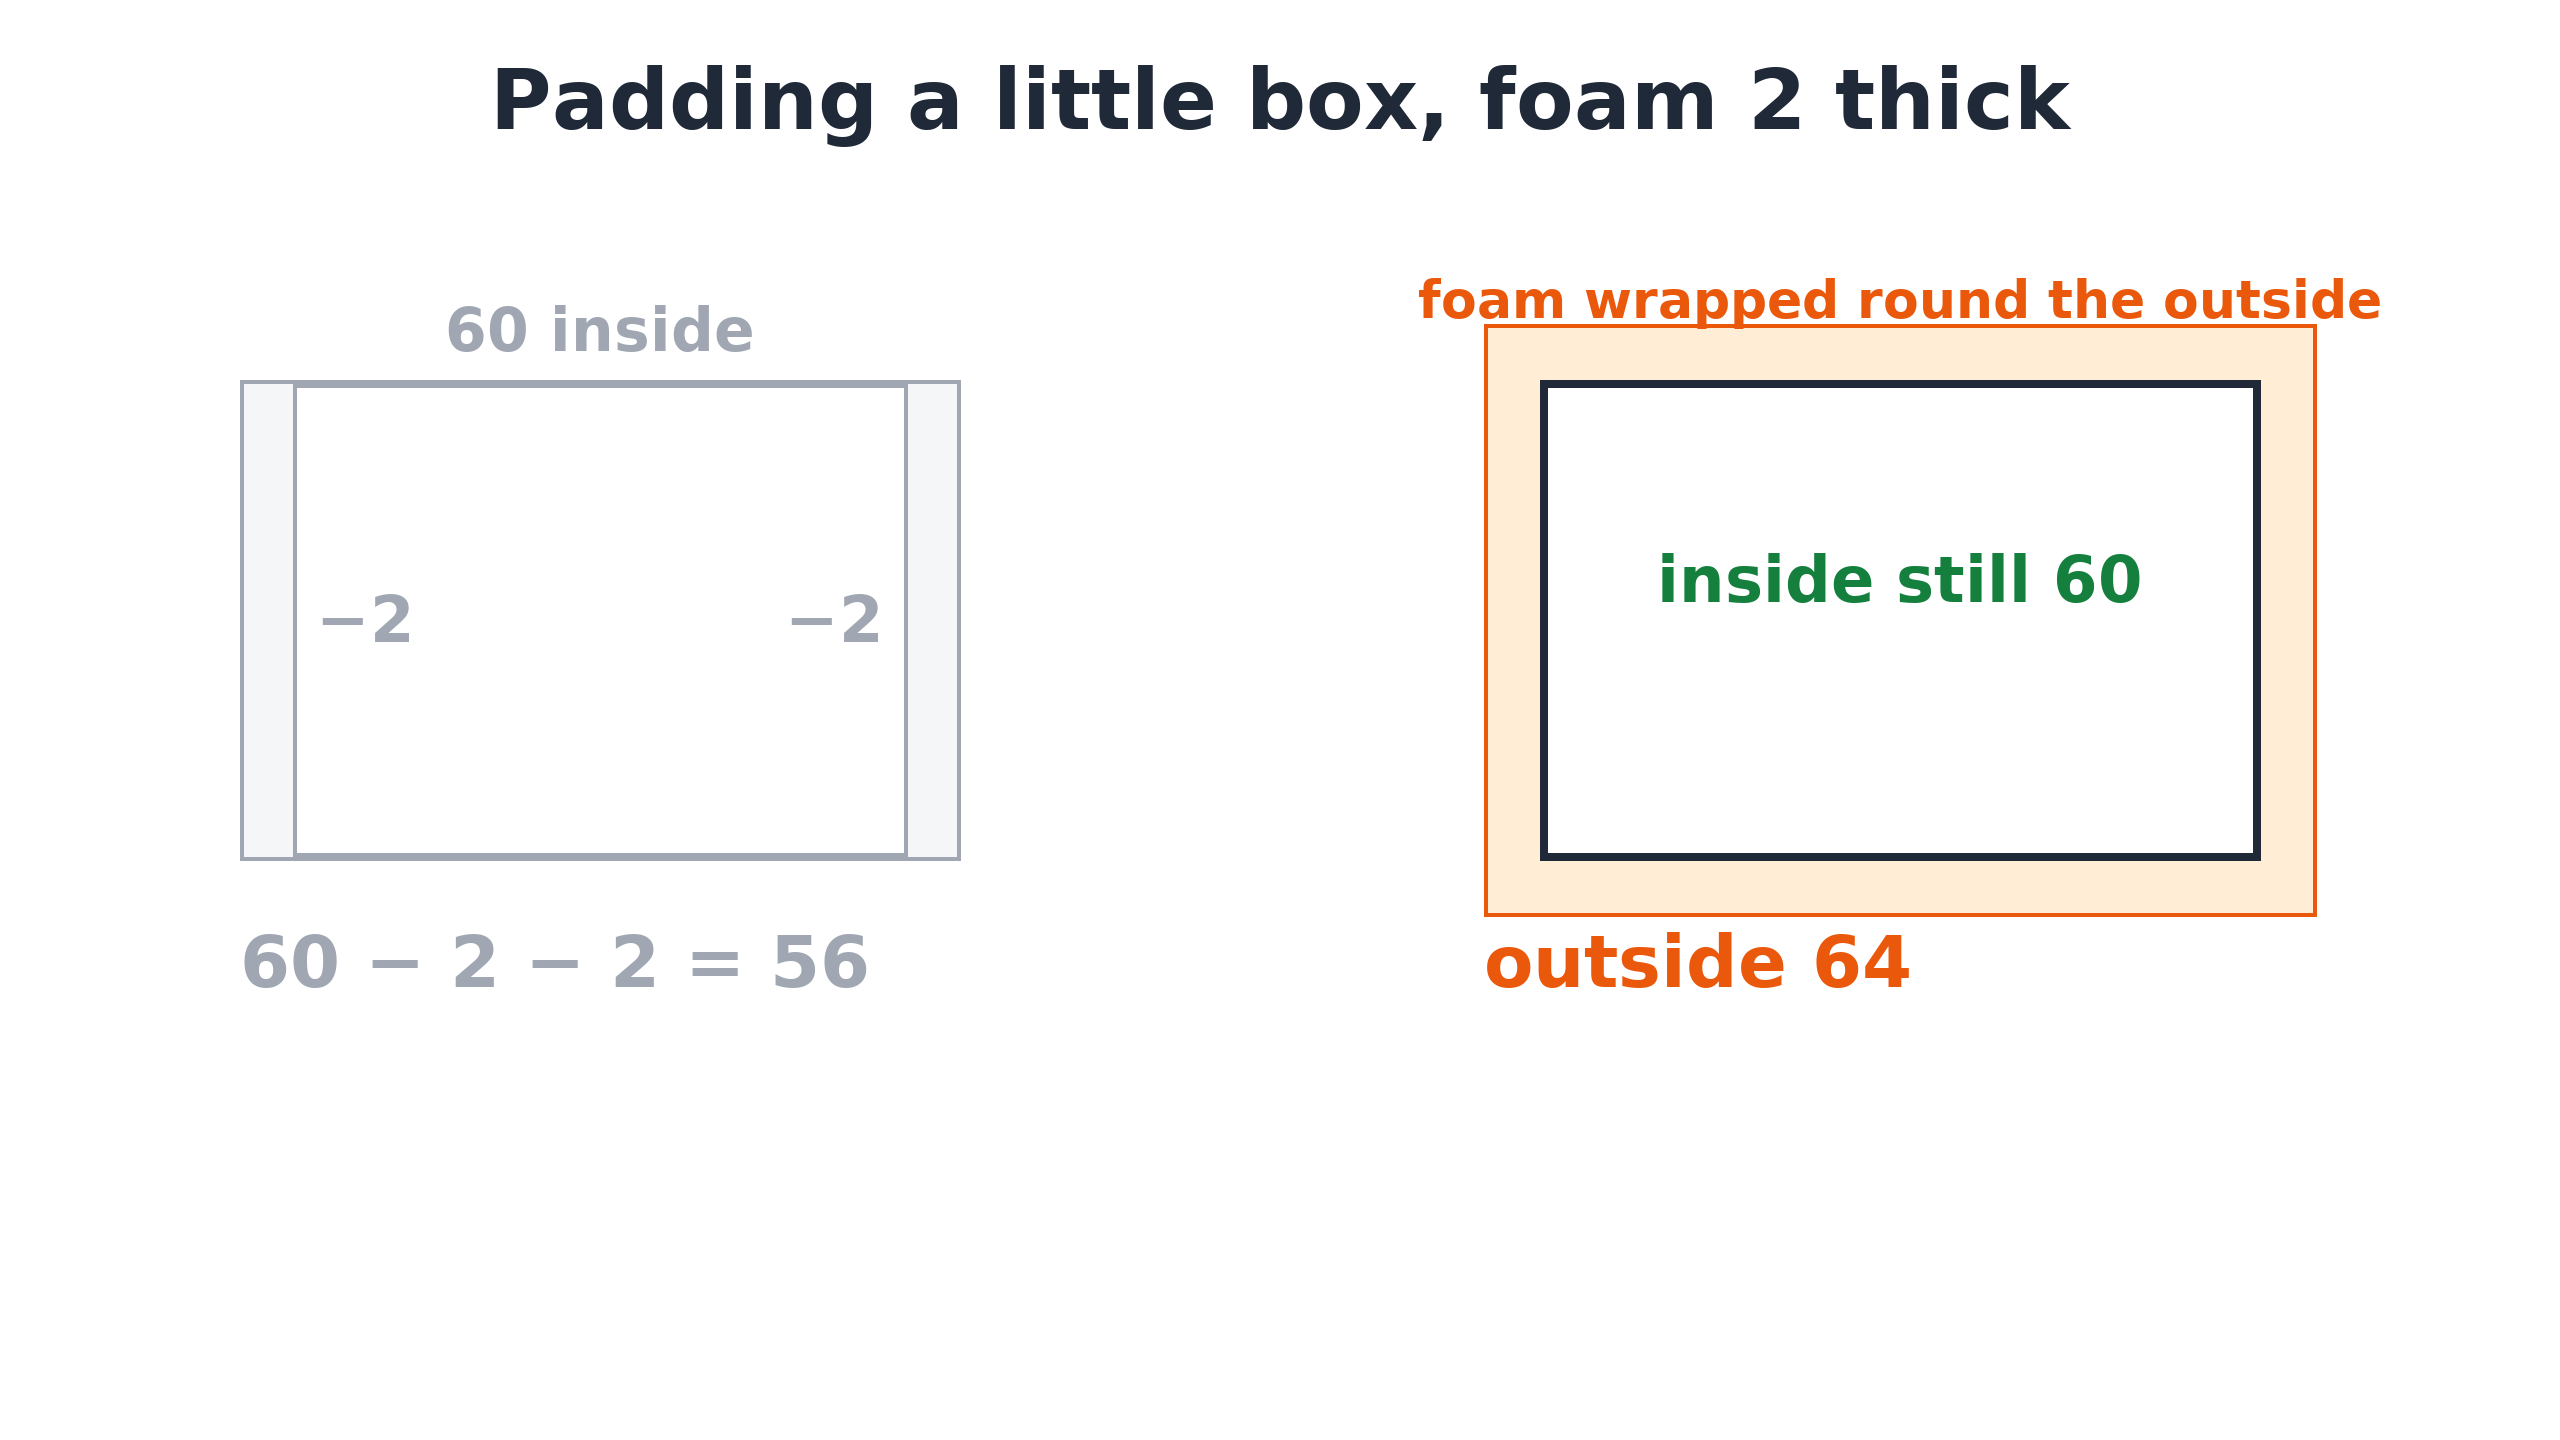 Padding a little box, foam 2 thick
60 inside
−2
−2
60 − 2 − 2 = 56
foam wrapped round the outside
inside still 60
outside 64